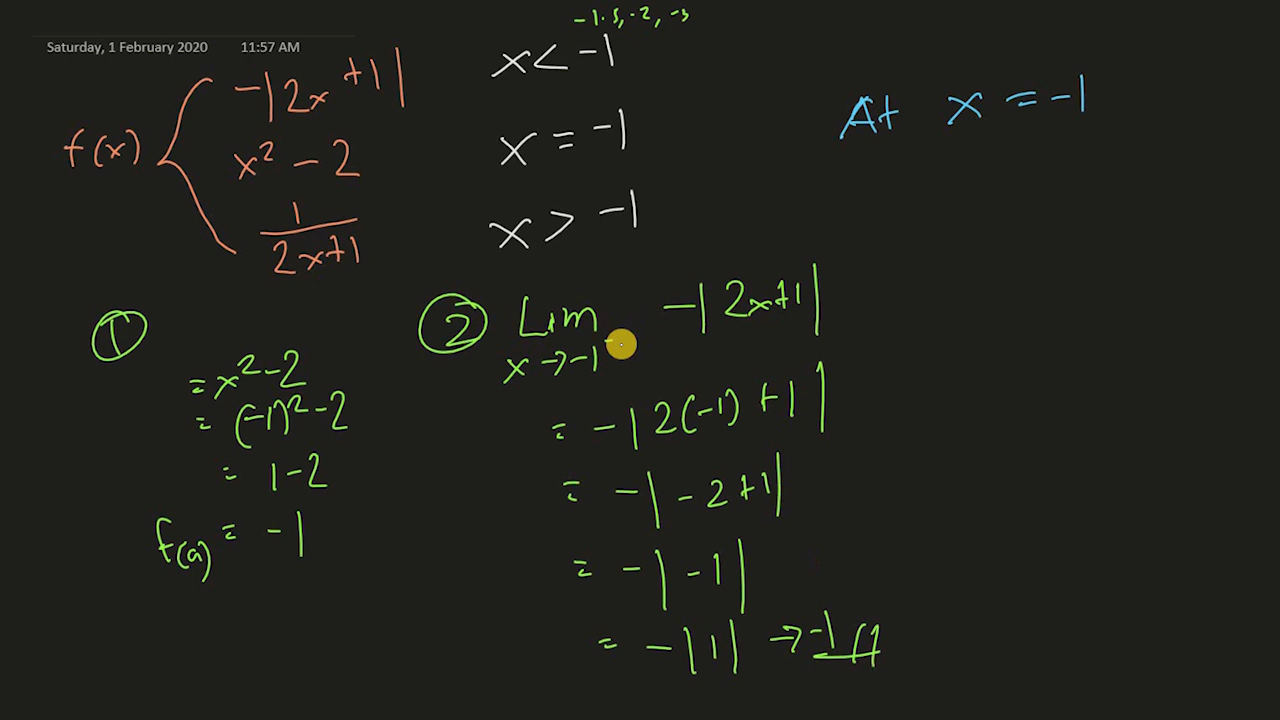 Saturday, 1 February 2020 11:57 AM
-1.5, -2, -3
f(x) { -|2x+1| x < -1
x² - 2 x = -1
1/(2x+1) x > -1
At x = -1
①
= x² - 2
= (-1)² - 2
= 1 - 2
f(a) = -1
② Lim x → -1⁻ -|2x+1|
= -|2(-1) + 1|
= -|-2+1|
= -|-1|
= -|1| → -1